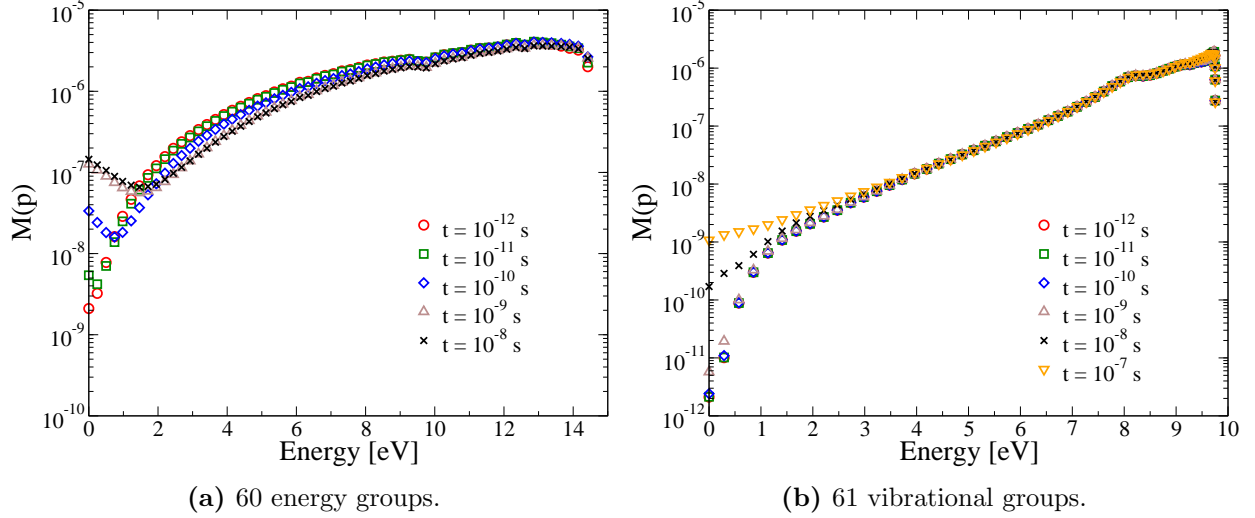 10⁻⁵
10⁻⁶
10⁻⁷
10⁻⁸
10⁻⁹
10⁻¹⁰
M(p)
t = 10⁻¹² s
t = 10⁻¹¹ s
t = 10⁻¹⁰ s
t = 10⁻⁹ s
t = 10⁻⁸ s
0 2 4 6 8 10 12 14
Energy [eV]
(a) 60 energy groups.
10⁻⁴
10⁻⁵
10⁻⁶
10⁻⁷
10⁻⁸
10⁻⁹
10⁻¹⁰
10⁻¹¹
10⁻¹²
M(p)
t = 10⁻¹² s
t = 10⁻¹¹ s
t = 10⁻¹⁰ s
t = 10⁻⁹ s
t = 10⁻⁸ s
t = 10⁻⁷ s
0 1 2 3 4 5 6 7 8 9 10
Energy [eV]
(b) 61 vibrational groups.